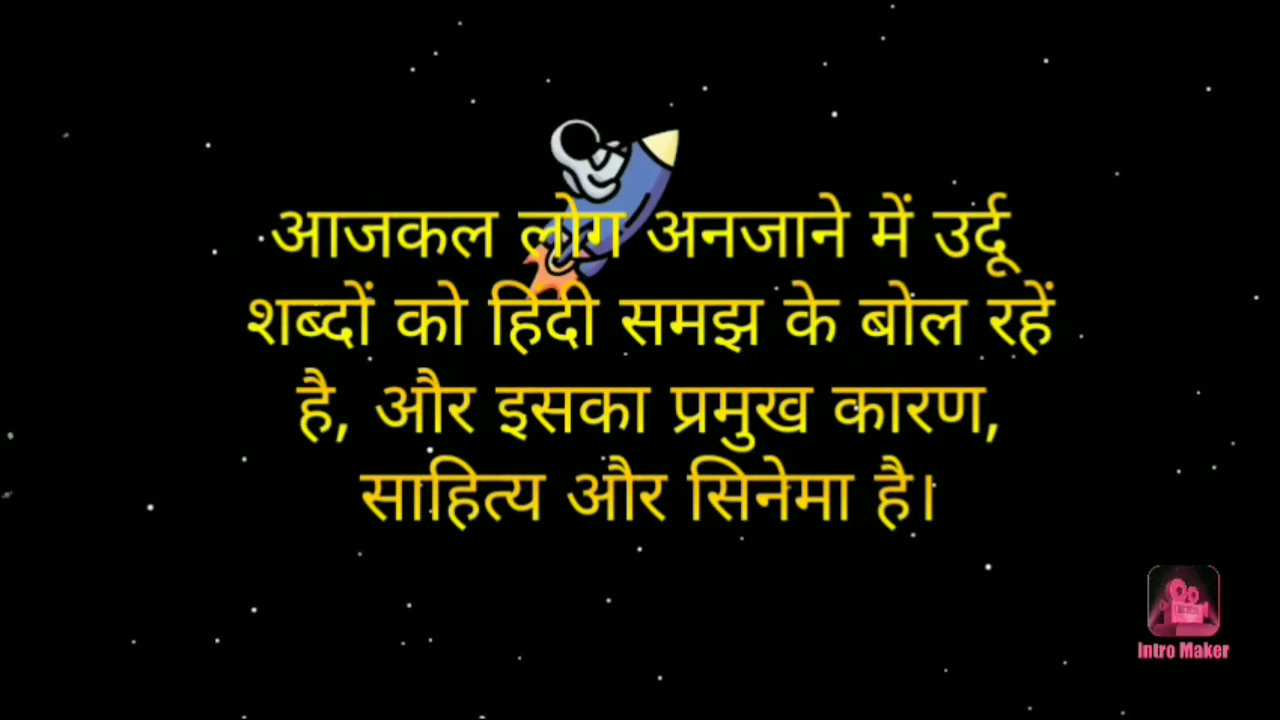 आजकल लोग अनजाने में उर्दू
शब्दों को हिंदी समझ के बोल रहें
है, और इसका प्रमुख कारण,
साहित्य और सिनेमा है।
Intro Maker